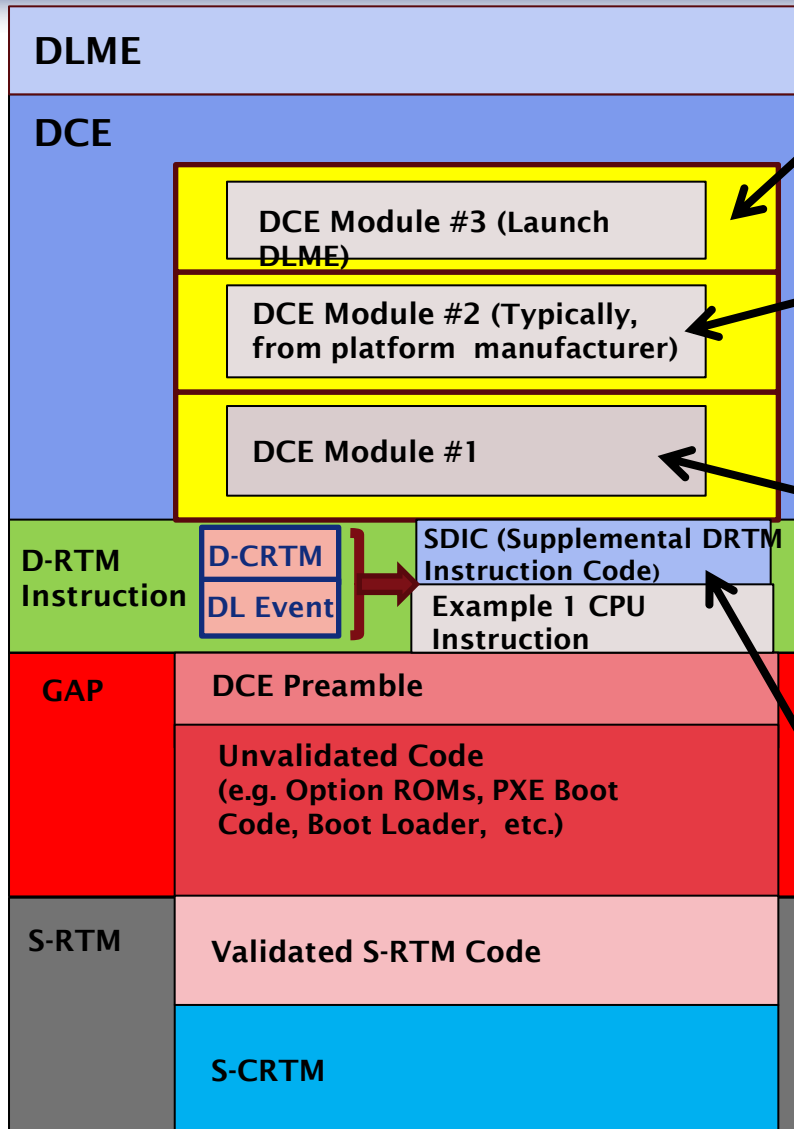 DLME
DCE
DCE Module #3 (Launch
DLME)
DCE Module #2 (Typically,
from platform manufacturer)
DCE Module #1
D-RTM
Instruction
D-CRTM
DL Event
SDIC (Supplemental DRTM
Instruction Code)
Example 1 CPU
Instruction
GAP
DCE Preamble
Unvalidated Code
(e.g. Option ROMs, PXE Boot
Code, Boot Loader, etc.)
S-RTM
Validated S-RTM Code
S-CRTM